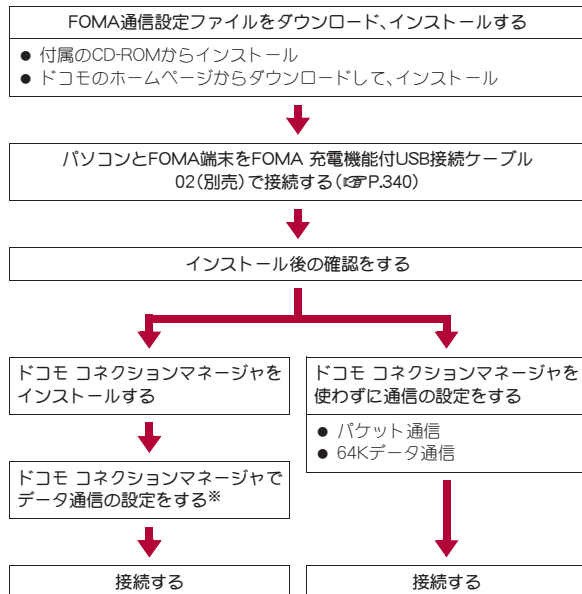 FOMA通信設定ファイルをダウンロード、インストールする
● 付属のCD-ROMからインストール
● ドコモのホームページからダウンロードして、インストール
パソコンとFOMA端末をFOMA 充電機能付USB接続ケーブル
02(別売)で接続する(☞P.340)
インストール後の確認をする
ドコモ コネクションマネージャを
インストールする
ドコモ コネクションマネージャで
データ通信の設定をする※
接続する
ドコモ コネクションマネージャを
使わずに通信の設定をする
● パケット通信
● 64Kデータ通信
接続する